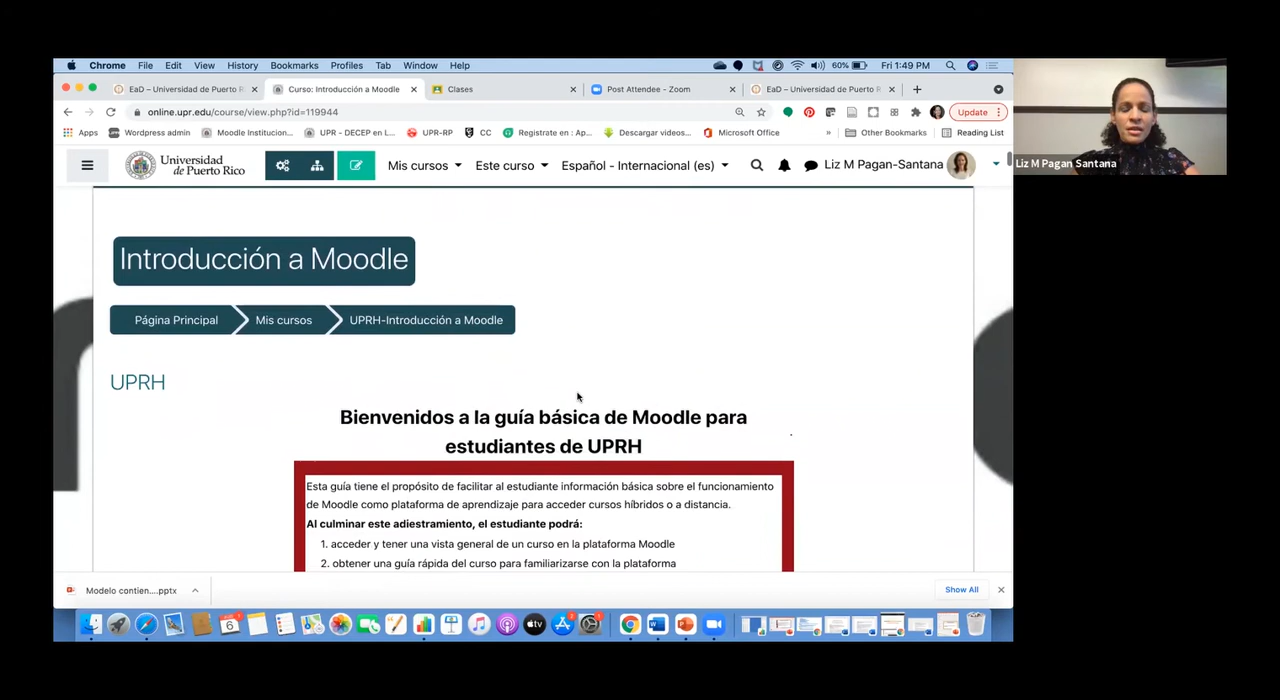 Chrome File Edit View History Bookmarks Profiles Tab Window Help 60% Fri 1:49 PM
EaD – Universidad de Puerto R Curso: Introducción a Moodle Clases Post Attendee - Zoom EaD – Universidad de Puerto R
online.upr.edu/course/view.php?id=119944 Update
Apps Wordpress admin Moodle Institucion... UPR - DECEP en L... UPR-RP CC Registrate en : Ap... Descargar videos... Microsoft Office » Other Bookmarks Reading List
Universidad
de Puerto Rico
Mis cursos Este curso Español - Internacional (es) Liz M Pagan-Santana
Liz M Pagan Santana
Introducción a Moodle
Página Principal Mis cursos UPRH-Introducción a Moodle
UPRH
Bienvenidos a la guía básica de Moodle para
estudiantes de UPRH
Esta guía tiene el propósito de facilitar al estudiante información básica sobre el funcionamiento
de Moodle como plataforma de aprendizaje para acceder cursos híbridos o a distancia.
Al culminar este adiestramiento, el estudiante podrá:
1. acceder y tener una vista general de un curso en la plataforma Moodle
2. obtener una guía rápida del curso para familiarizarse con la plataforma
Modelo contien....pptx Show All
6
tv